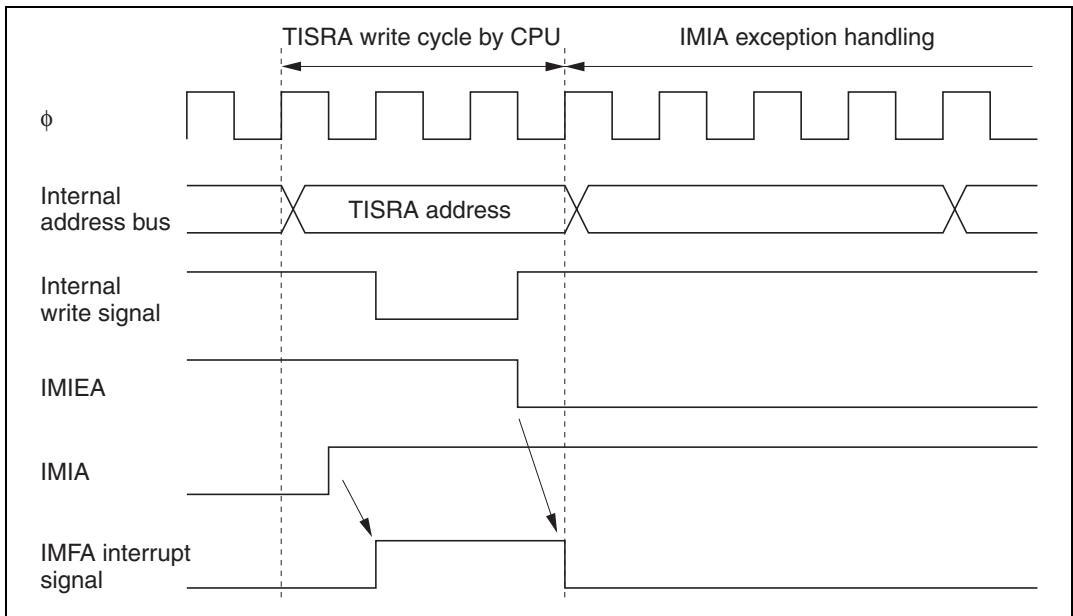 TISRA write cycle by CPU
IMIA exception handling
ϕ
Internal
address bus
TISRA address
Internal
write signal
IMIEA
IMIA
IMFA interrupt
signal